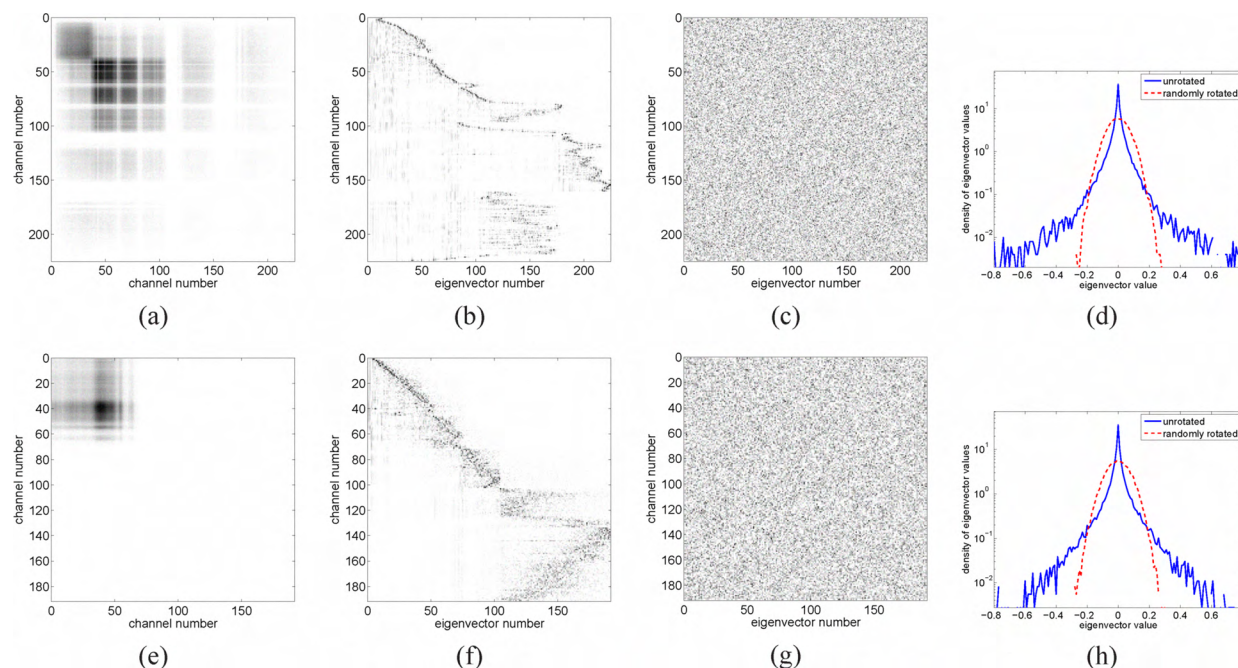 0
50
100
150
200
channel number
0 50 100 150 200
channel number
(a)
0
50
100
150
200
channel number
50 100 150 200
eigenvector number
(b)
0
50
100
150
200
channel number
0 50 100 150 200
eigenvector number
(c)
unrotated
randomly rotated
10¹
10⁰
10⁻¹
10⁻²
density of eigenvector values
−0.8 −0.6 −0.4 −0.2 0 0.2 0.4 0.6
eigenvector value
(d)
0
20
40
60
80
100
120
140
160
180
channel number
0 50 100 150
channel number
(e)
0
20
40
60
80
100
120
140
160
180
channel number
0 50 100 150
eigenvector number
(f)
0
20
40
60
80
100
120
140
160
180
channel number
0 50 100 150
eigenvector number
(g)
unrotated
randomly rotated
10¹
10⁰
10⁻¹
10⁻²
density of eigenvector values
−0.8 −0.6 −0.4 −0.2 0 0.2 0.4 0.6
eigenvector value
(h)